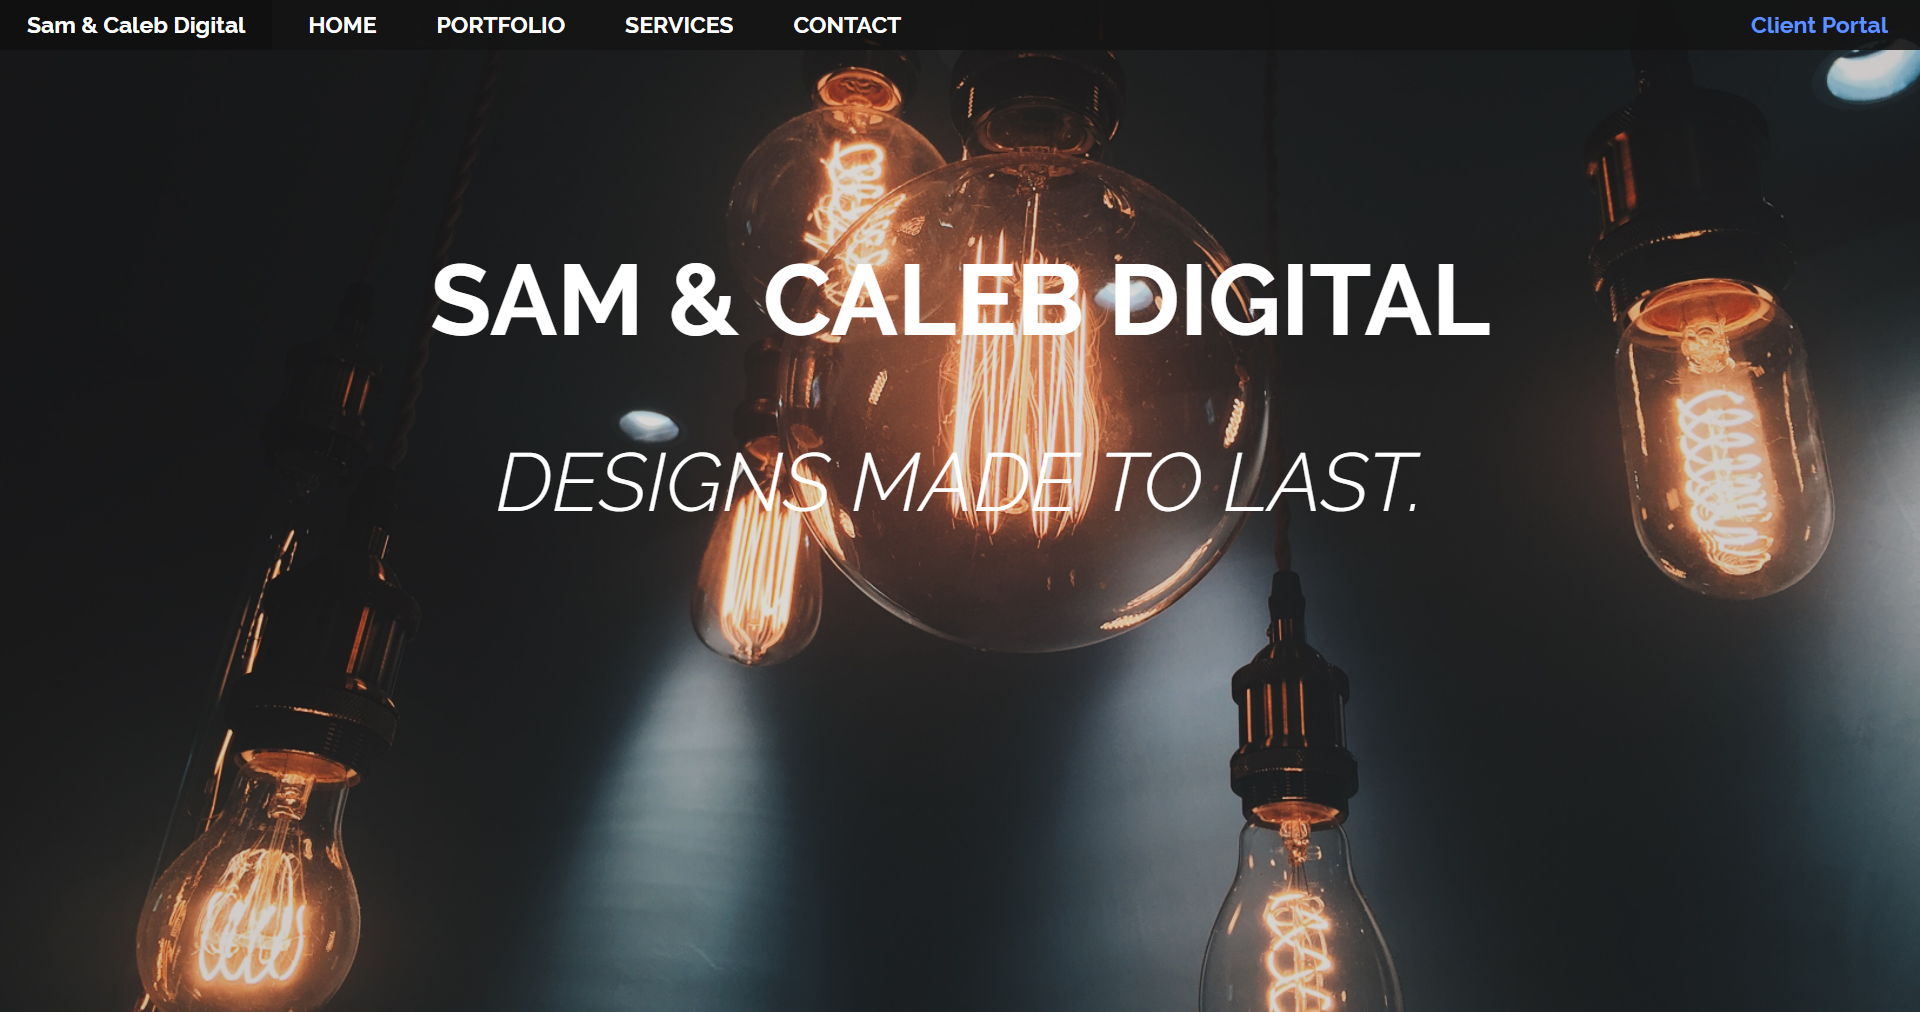 Sam & Caleb Digital HOME PORTFOLIO SERVICES CONTACT Client Portal
SAM & CALEB DIGITAL
DESIGNS MADE TO LAST.